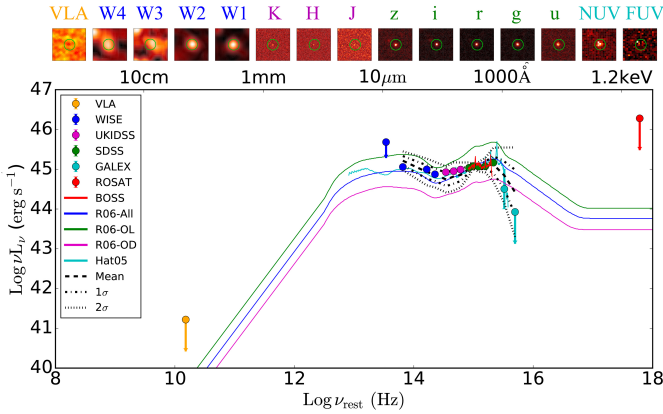 VLA W4 W3 W2 W1 K H J z i r g u NUV FUV
10cm 1mm 10μm 1000Å 1.2keV
47
46
45
44
43
42
41
40
Log νLν (erg s⁻¹)
VLA
WISE
UKIDSS
SDSS
GALEX
ROSAT
BOSS
R06-All
R06-OL
R06-OD
Hat05
Mean
1σ
2σ
8 10 12 14 16 18
Log νrest (Hz)